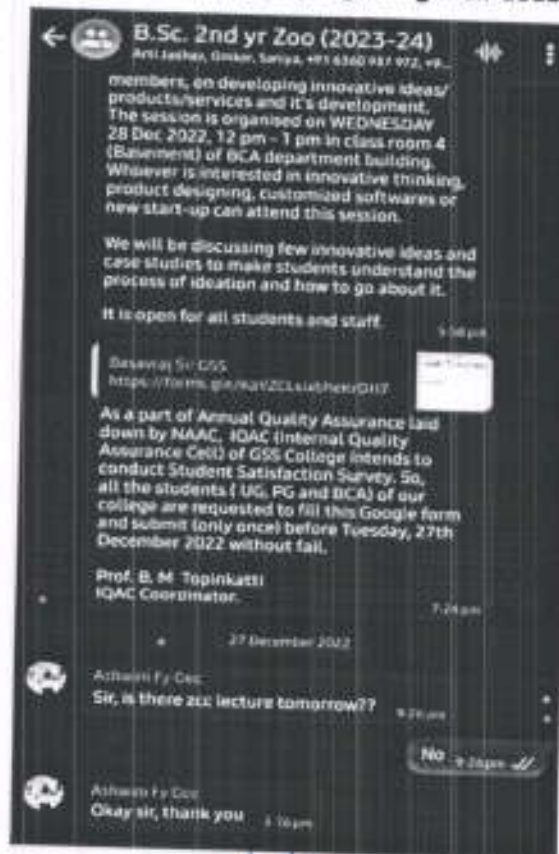 B.Sc. 2nd yr Zoo (2023-24)
members, on developing innovative ideas/
products/services and it's development.
The session is organised on WEDNESDAY
28 Dec 2022, 12 pm - 1 pm in class room 4
(Basement) of BCA department building.
Whoever is interested in innovative thinking,
product designing, customized softwares or
new start-up can attend this session.
We will be discussing few innovative ideas and
case studies to make students understand the
process of ideation and how to go about it.
It is open for all students and staff.
Basavraj Sir GSS
As a part of Annual Quality Assurance laid
down by NAAC, IQAC (Internal Quality
Assurance Cell) of GSS College intends to
conduct Student Satisfaction Survey. So,
all the students ( UG, PG and BCA) of our
college are requested to fill this Google form
and submit (only once) before Tuesday, 27th
December 2022 without fail.
Prof. B. M Topinkatti
IQAC Coordinator.
7:24 pm
27 December 2022
Sir, is there zcc lecture tomorrow??
No 9:26pm
Okay sir, thank you